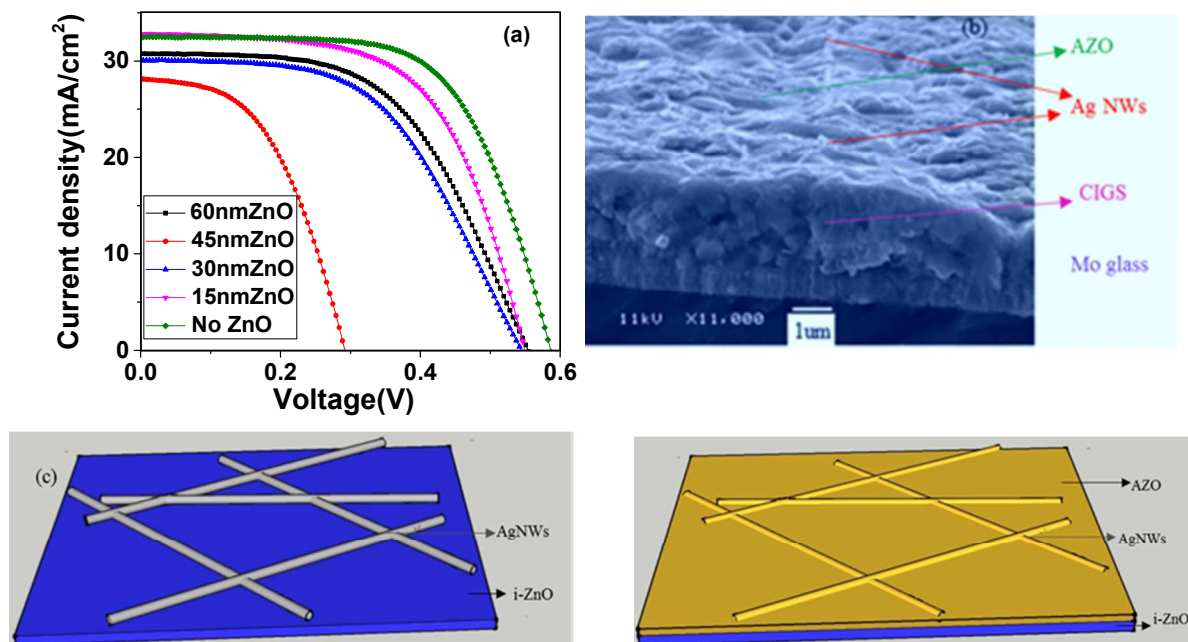 (a)
Current density(mA/cm²)
30
20
10
0
60nmZnO
45nmZnO
30nmZnO
15nmZnO
No ZnO
0.0 0.2 0.4 0.6
Voltage(V)
(b)
AZO
Ag NWs
CIGS
Mo glass
11kV X11,000
1um
(c)
AgNWs
i-ZnO
AZO
AgNWs
i-ZnO